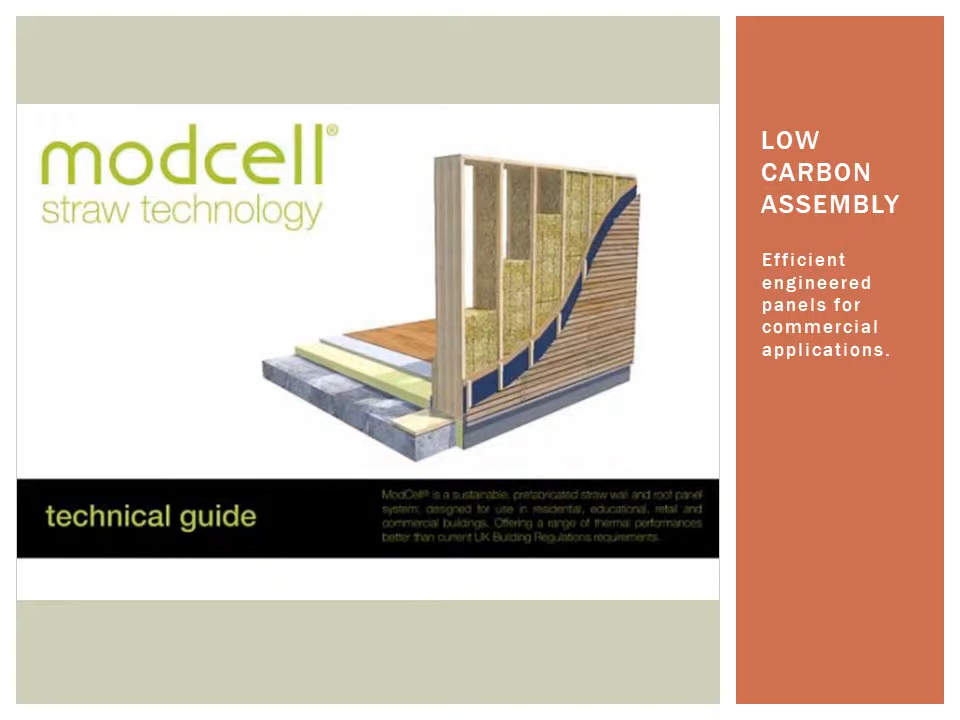 modcell®
straw technology
technical guide
ModCell® is a sustainable, prefabricated straw wall and roof panel
system; designed for use in residential, educational, retail and
commercial buildings. Offering a range of thermal performances
better than current UK Building Regulations requirements.
LOW
CARBON
ASSEMBLY
Efficient
engineered
panels for
commercial
applications.